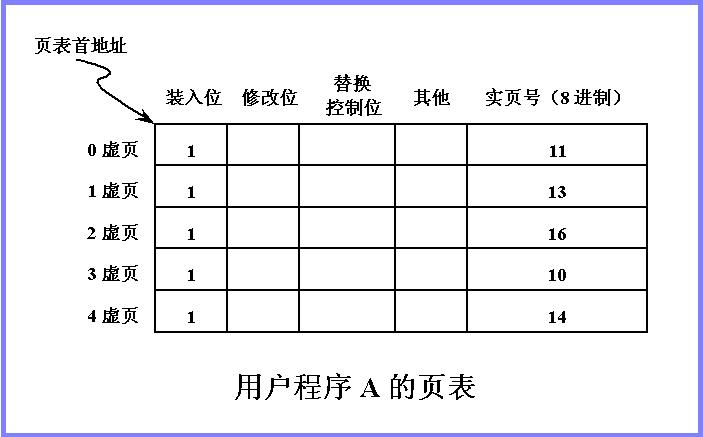 页表首地址
装入位 修改位 替换 控制位 其他 实页号（8 进制）
0 虚页 1 11
1 虚页 1 13
2 虚页 1 16
3 虚页 1 10
4 虚页 1 14
用户程序 A 的页表